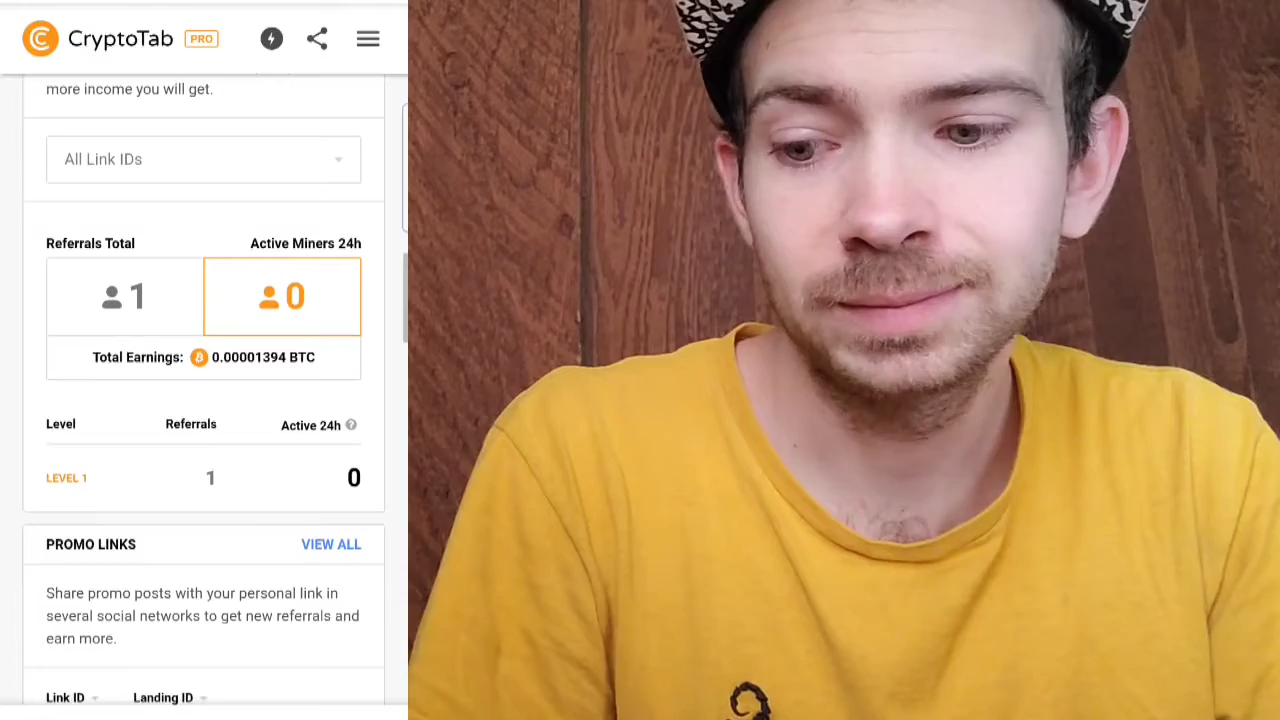 CryptoTab PRO
more income you will get.
All Link IDs
Referrals Total Active Miners 24h
1 0
Total Earnings: 0.00001394 BTC
Level Referrals Active 24h ?
LEVEL 1 1 0
PROMO LINKS VIEW ALL
Share promo posts with your personal link in
several social networks to get new referrals and
earn more.
Link ID Landing ID